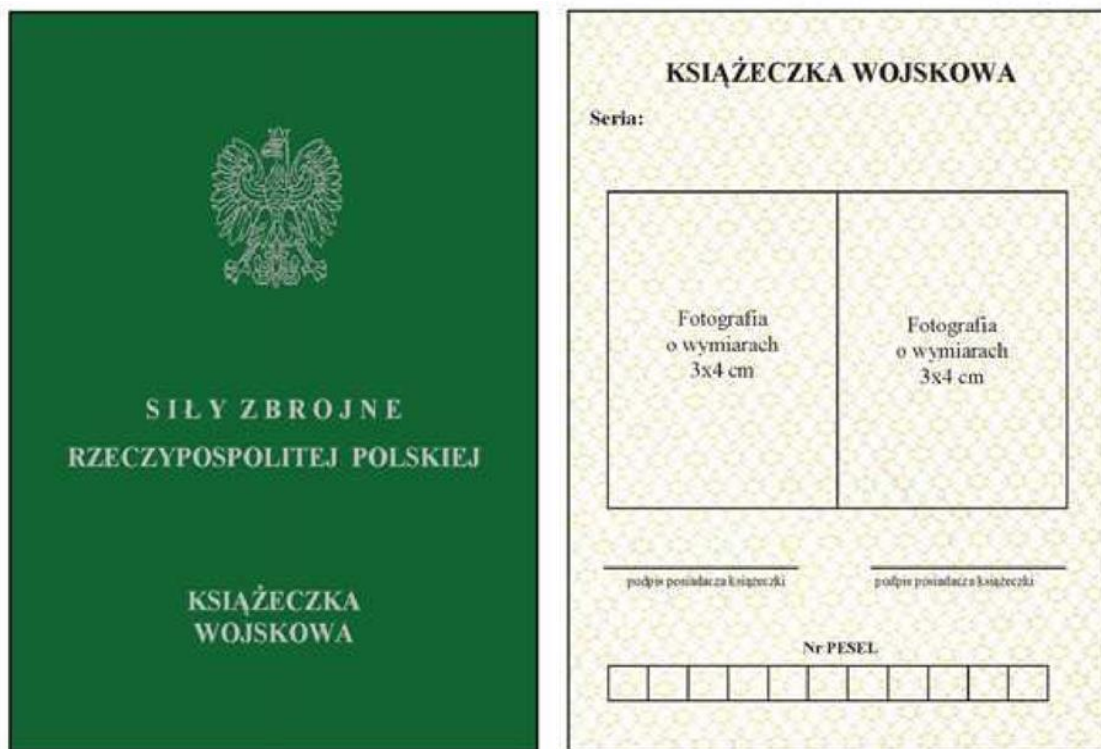 SIŁY ZBROJNE
RZECZYPOSPOLITEJ POLSKIEJ
KSIĄŻECZKA
WOJSKOWA
KSIĄŻECZKA WOJSKOWA
Seria:
Fotografia
o wymiarach
3x4 cm
Fotografia
o wymiarach
3x4 cm
podpis posiadacza książeczki
podpis posiadacza książeczki
Nr PESEL